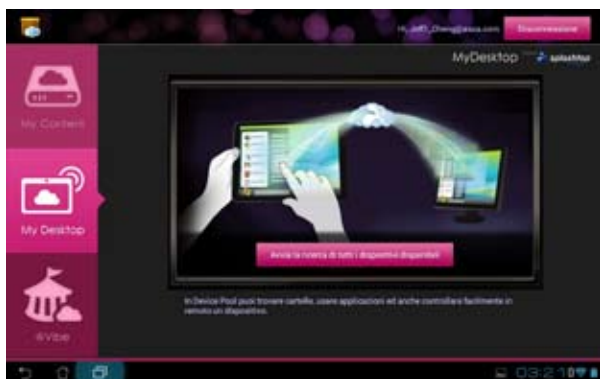 Disconnessione
MyDesktop splashtop
My Content
My Desktop
@Vibe
Avvia la ricerca di tutti i dispositivi disponibili
In Device Pool puoi trovare cartelle, usare applicazioni ed anche controllare facilmente in
remoto un dispositivo.
03:21